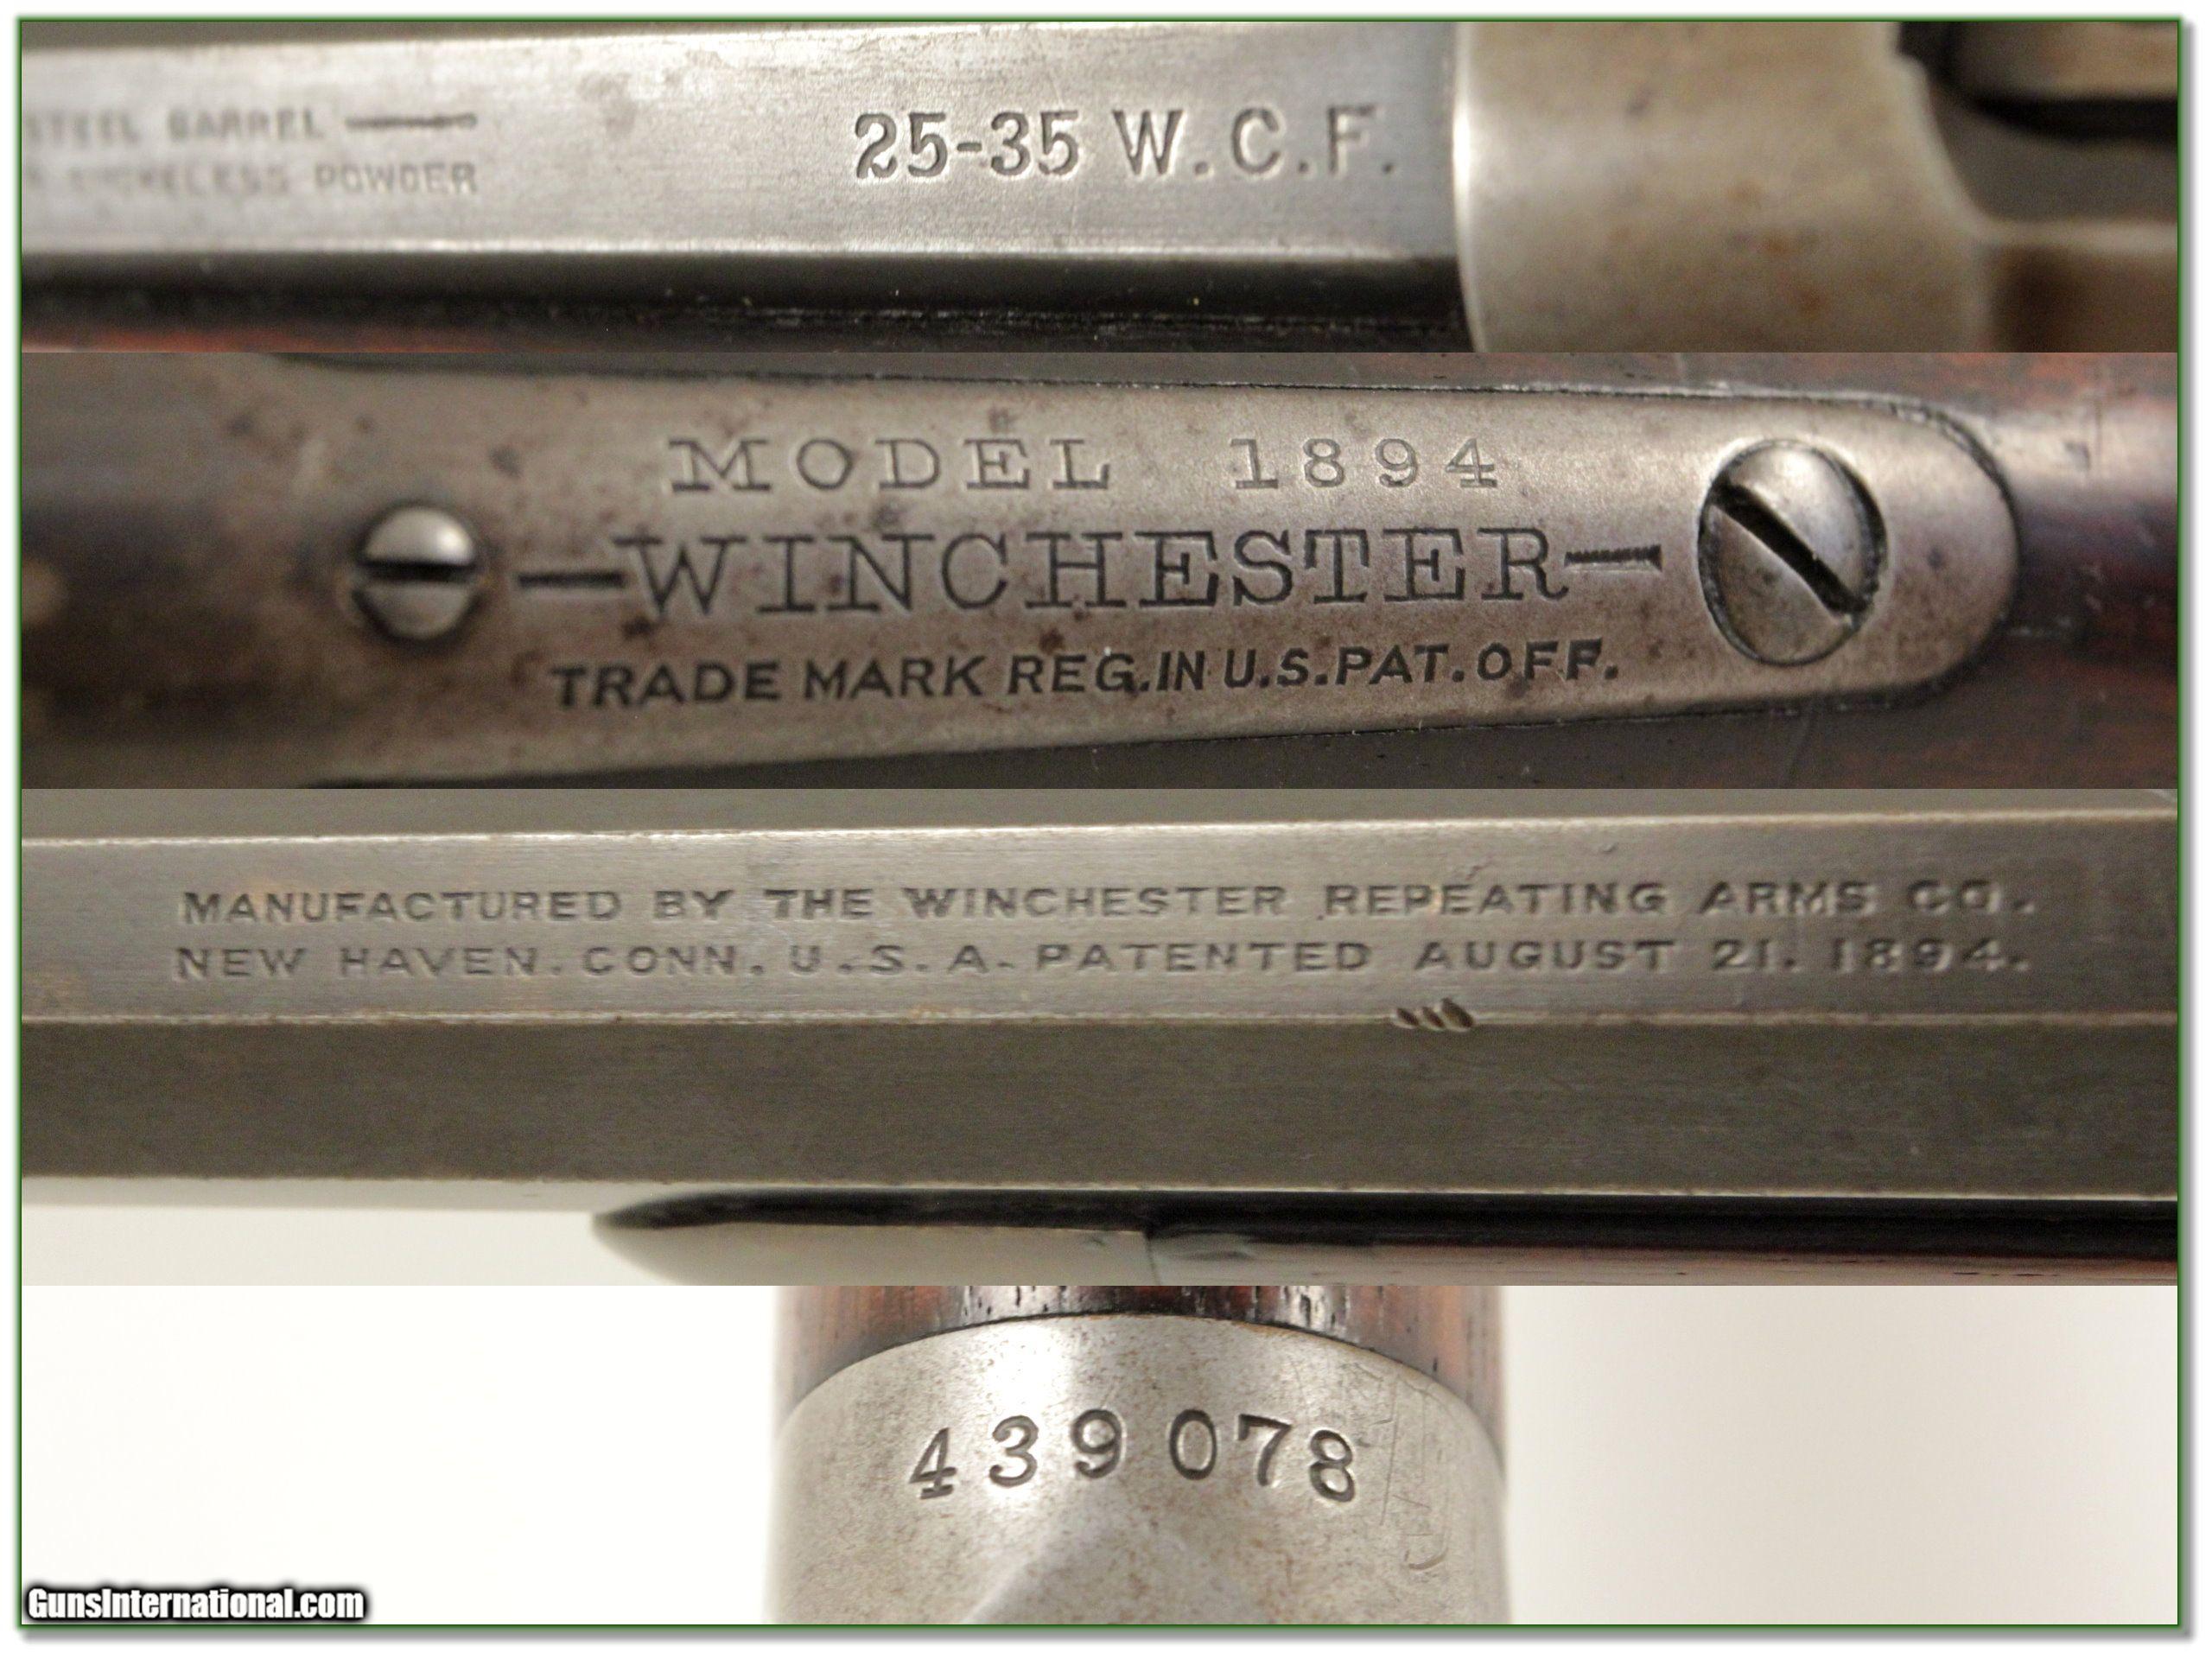 STEEL BARREL
SMOKELESS POWDER
25-35 W.C.F.
MODEL 1894
—WINCHESTER—
TRADE MARK REG.IN U.S.PAT.OFF.
MANUFACTURED BY THE WINCHESTER REPEATING ARMS CO.
NEW HAVEN. CONN. U.S.A. PATENTED AUGUST 21. 1894.
439078
GunsInternational.com